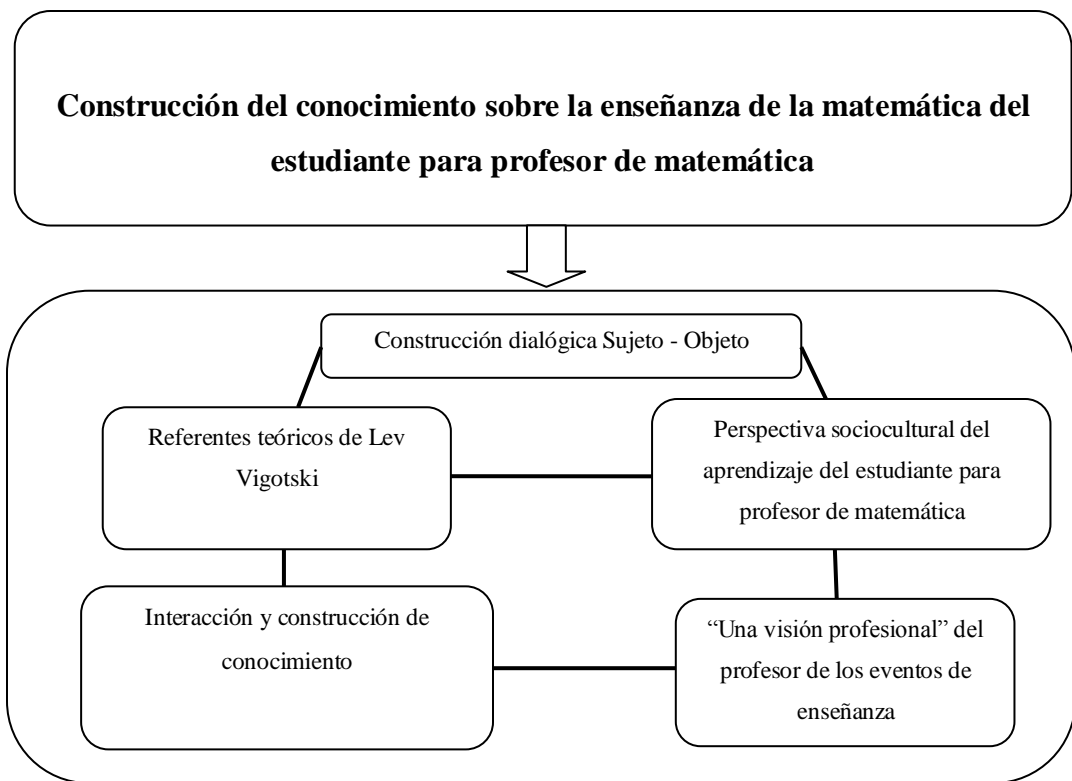 Construcción del conocimiento sobre la enseñanza de la matemática del
estudiante para profesor de matemática
Construcción dialógica Sujeto - Objeto
Referentes teóricos de Lev
Vigotski
Perspectiva sociocultural del
aprendizaje del estudiante para
profesor de matemática
Interacción y construcción de
conocimiento
“Una visión profesional” del
profesor de los eventos de
enseñanza